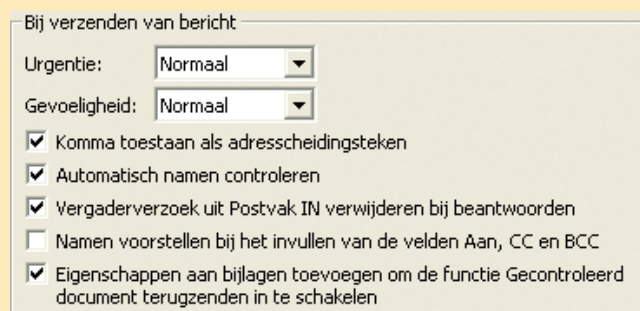 Bij verzenden van bericht
Urgentie: Normaal
Gevoeligheid: Normaal
Komma toestaan als adresscheidingsteken
Automatisch namen controleren
Vergaderverzoek uit Postvak IN verwijderen bij beantwoorden
Namen voorstellen bij het invullen van de velden Aan, CC en BCC
Eigenschappen aan bijlagen toevoegen om de functie Gecontroleerd
document terugzenden in te schakelen